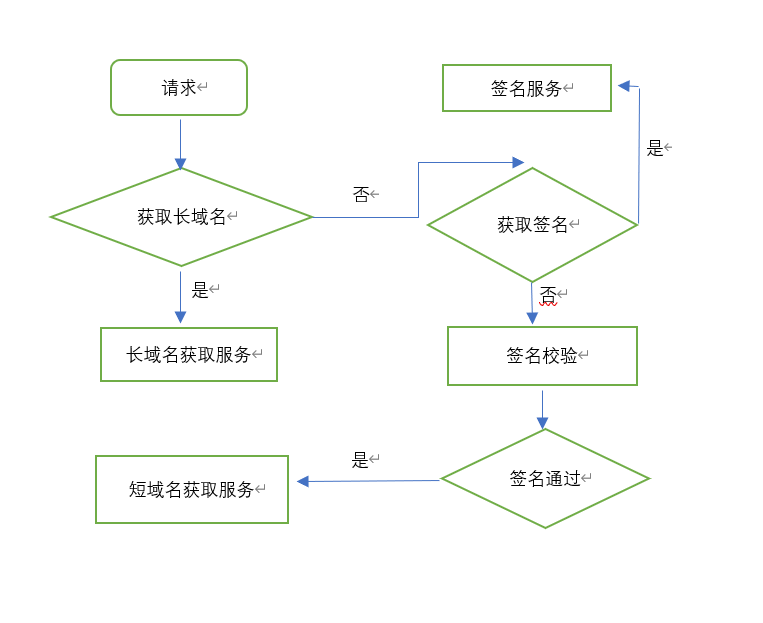 请求
签名服务
是
否
获取长域名
获取签名
是
否
长域名获取服务
签名校验
是
短域名获取服务
签名通过